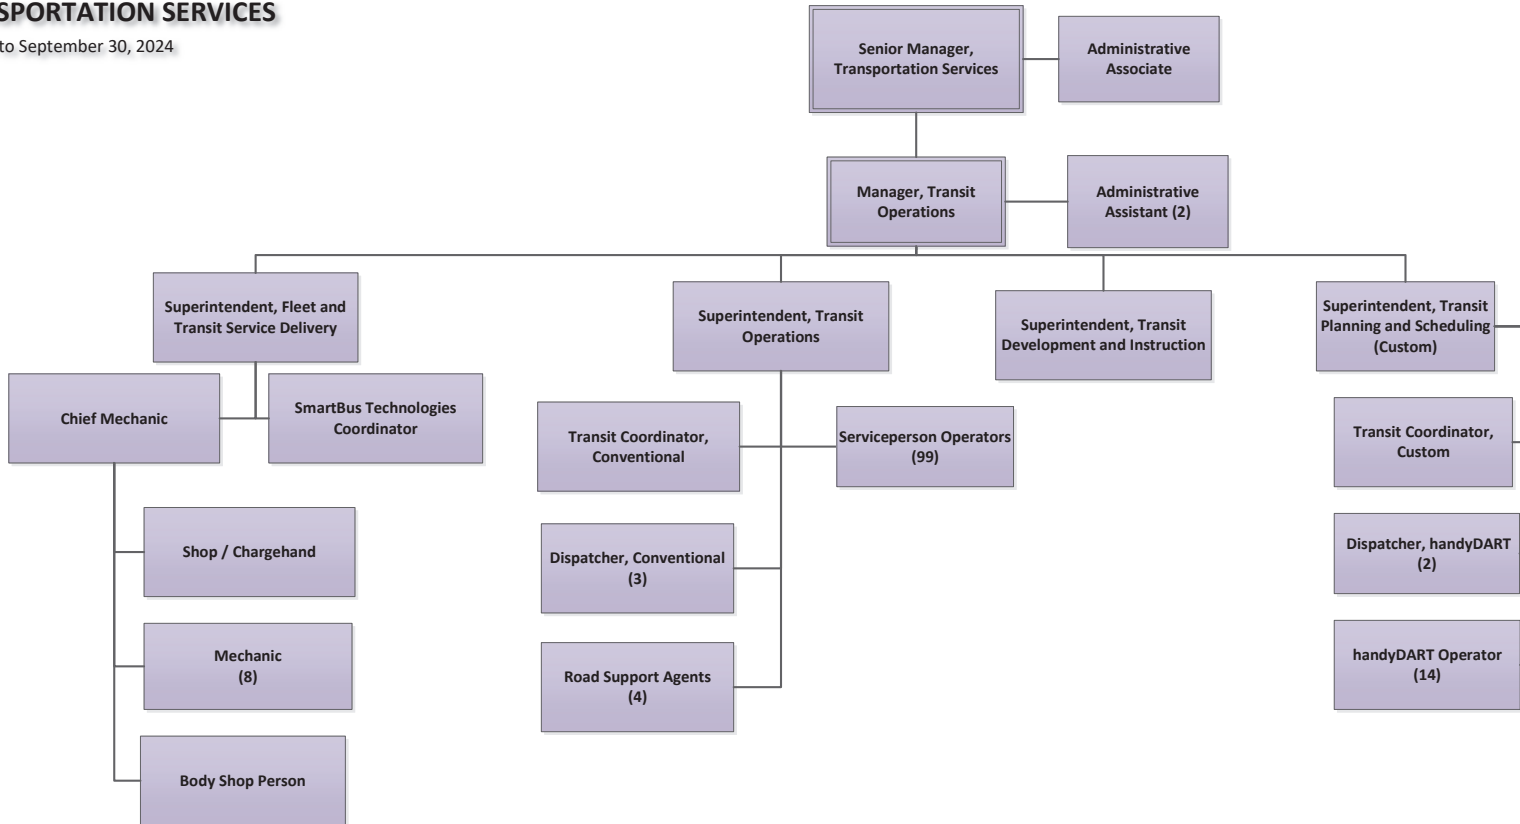 SPORTATION SERVICES
to September 30, 2024
Senior Manager,
Transportation Services
Administrative
Associate
Manager, Transit
Operations
Administrative
Assistant (2)
Superintendent, Fleet and
Transit Service Delivery
Superintendent, Transit
Operations
Superintendent, Transit
Development and Instruction
Superintendent, Transit
Planning and Scheduling
(Custom)
Chief Mechanic
SmartBus Technologies
Coordinator
Transit Coordinator,
Conventional
Serviceperson Operators
(99)
Transit Coordinator,
Custom
Shop / Chargehand
Dispatcher, Conventional
(3)
Dispatcher, handyDART
(2)
Mechanic
(8)
Road Support Agents
(4)
handyDART Operator
(14)
Body Shop Person